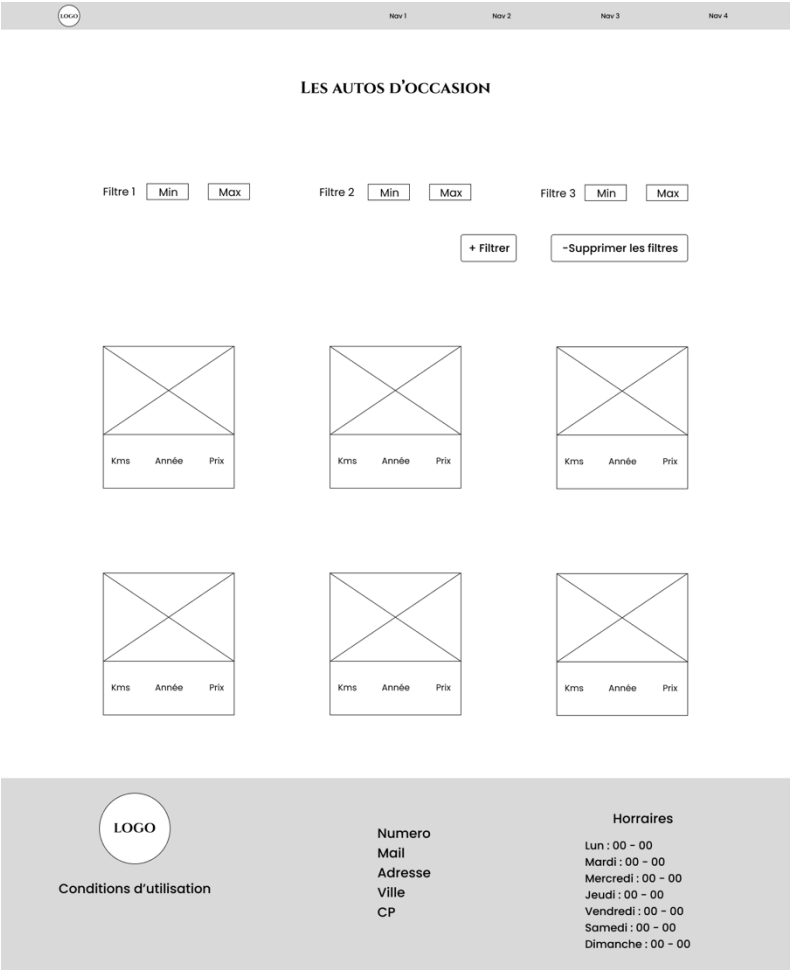 LOGO Nav 1 Nav 2 Nav 3 Nav 4
Les autos d'occasion
Filtre 1 Min Max Filtre 2 Min Max Filtre 3 Min Max
+ Filtrer -Supprimer les filtres
Kms Année Prix Kms Année Prix Kms Année Prix
Kms Année Prix Kms Année Prix Kms Année Prix
LOGO
Conditions d'utilisation
Numero
Mail
Adresse
Ville
CP
Horraires
Lun : 00 - 00
Mardi : 00 - 00
Mercredi : 00 - 00
Jeudi : 00 - 00
Vendredi : 00 - 00
Samedi : 00 - 00
Dimanche : 00 - 00